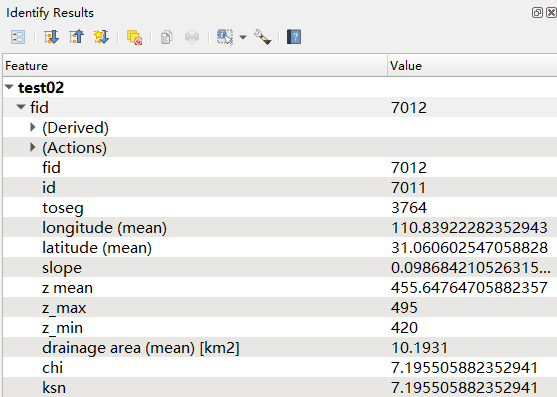 Identify Results
Feature Value
test02
fid 7012
(Derived)
(Actions)
fid 7012
id 7011
toseg 3764
longitude (mean) 110.83922282352943
latitude (mean) 31.060602547058828
slope 0.098684210526315...
z mean 455.64764705882357
z_max 495
z_min 420
drainage area (mean) [km2] 10.1931
chi 7.195505882352941
ksn 7.195505882352941